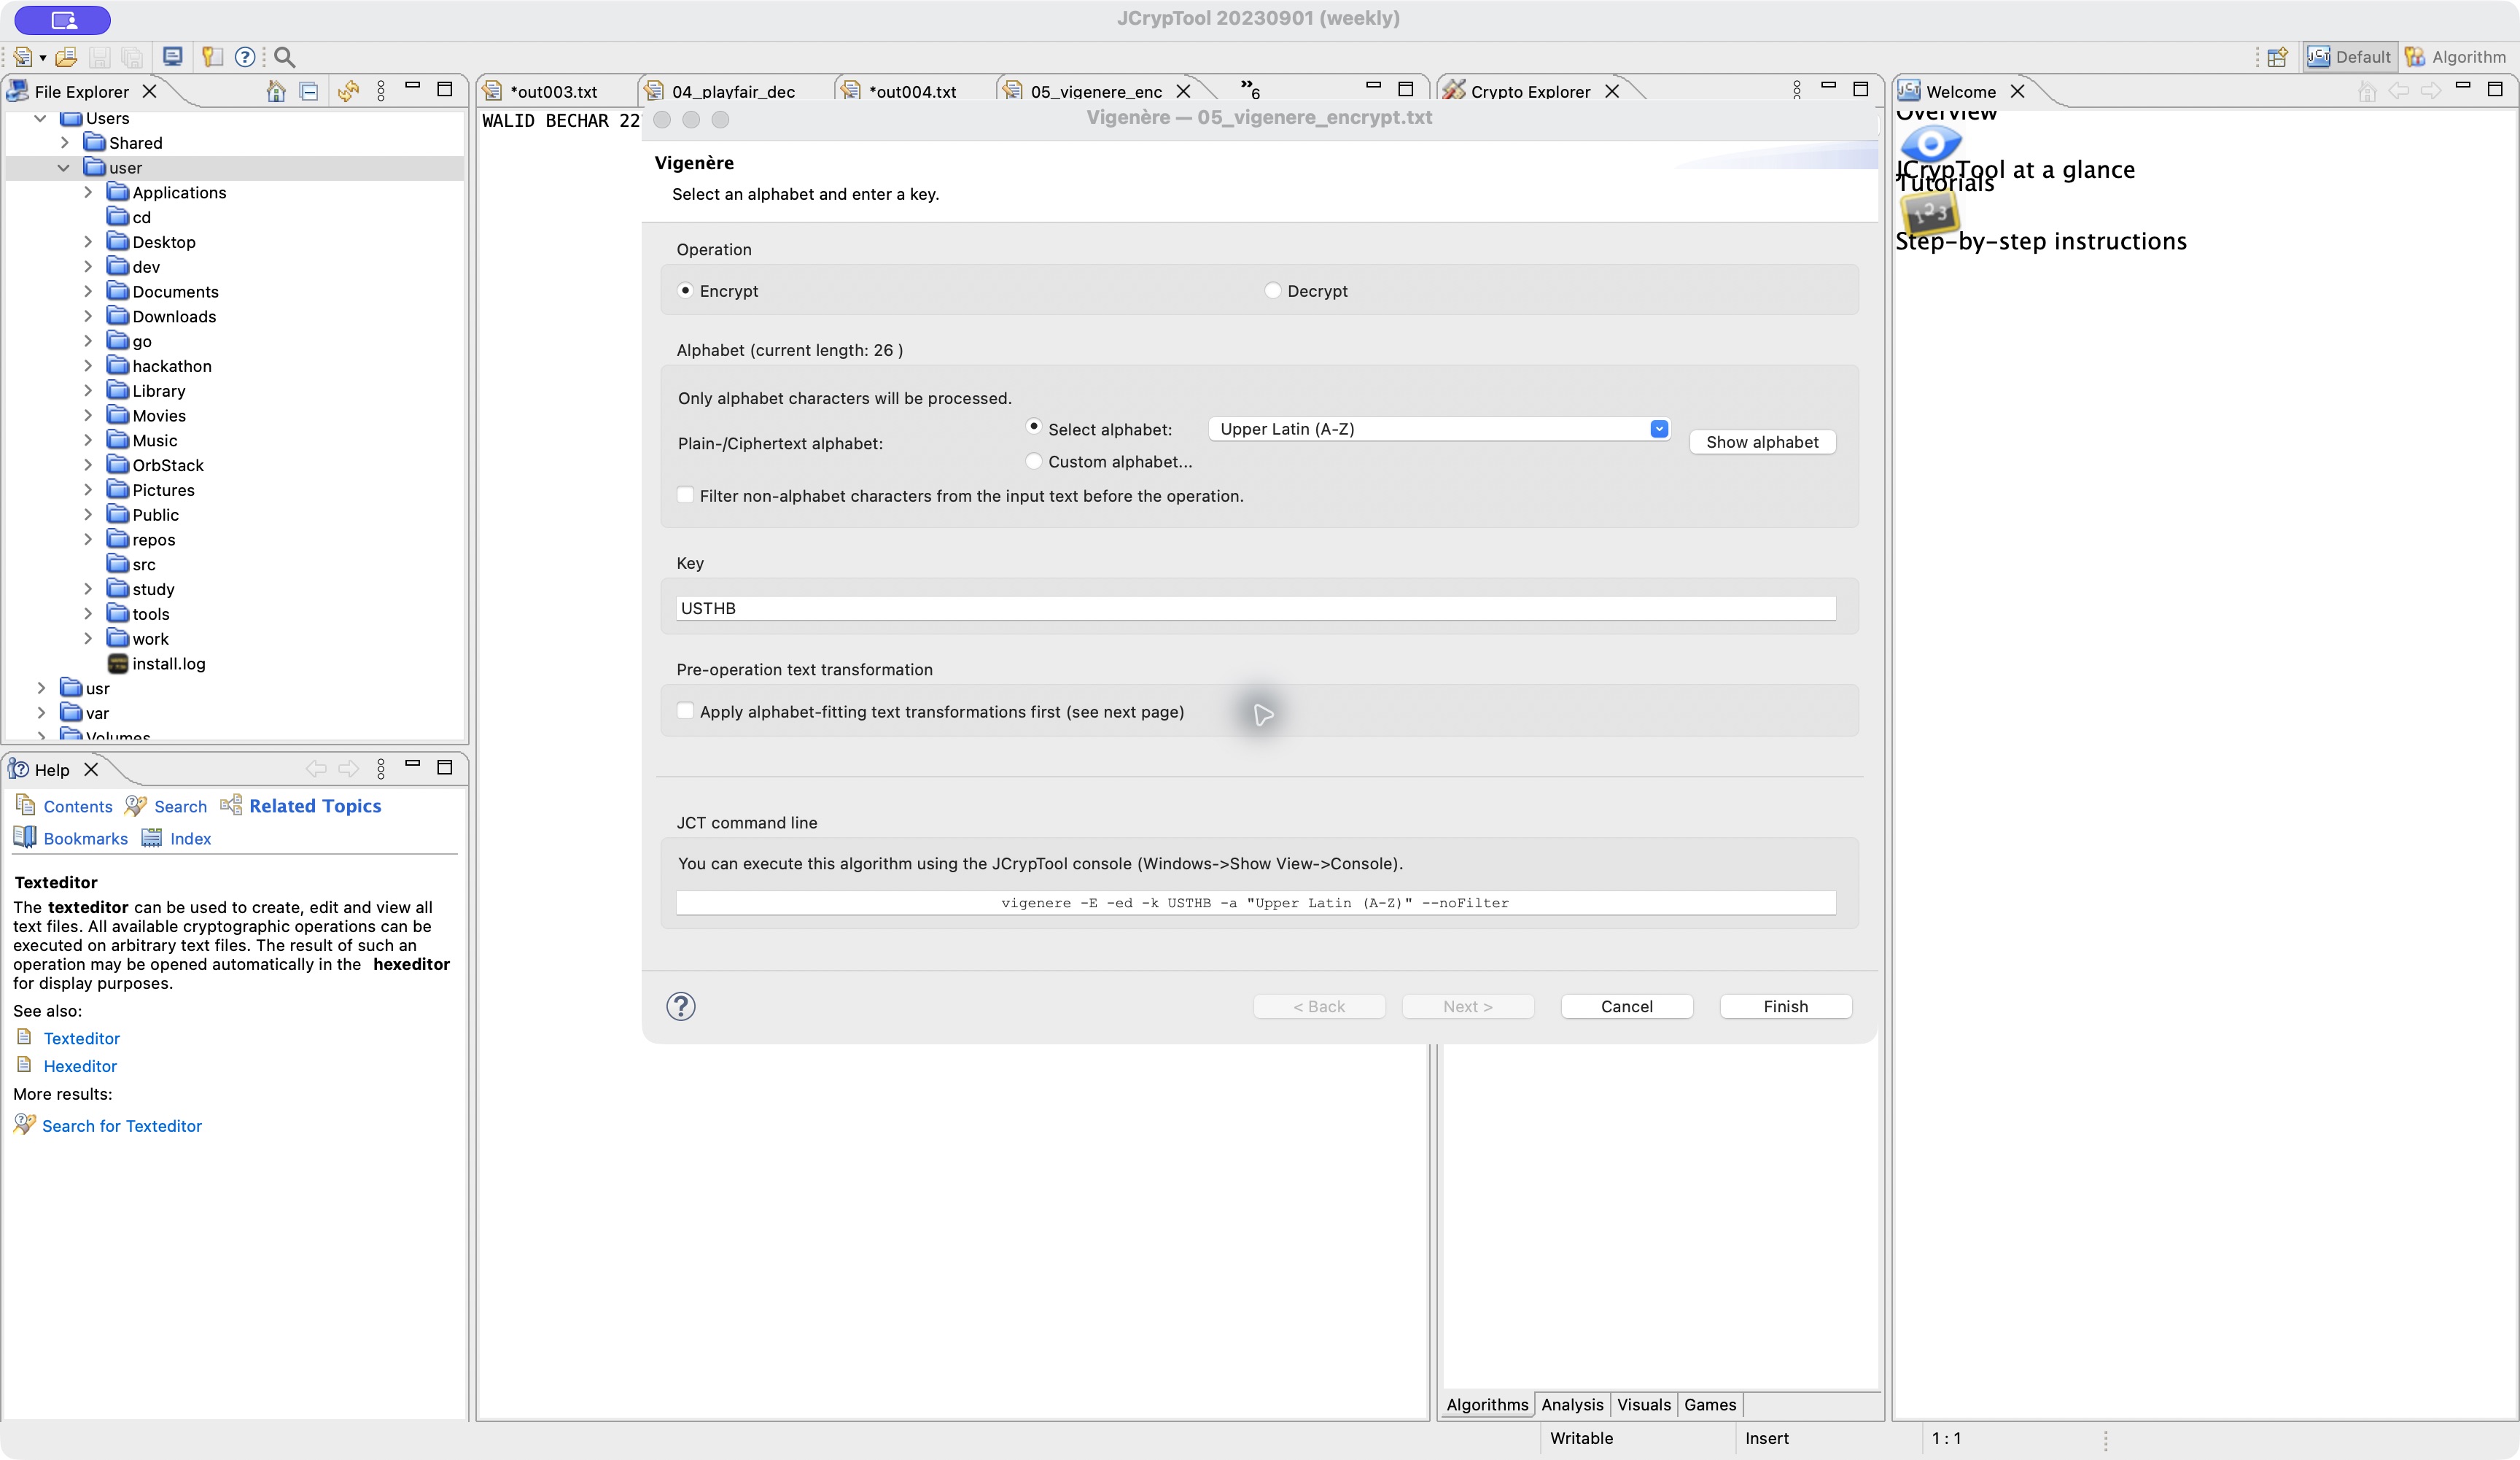 JCrypTool 20230901 (weekly)
Default
Algorithm
File Explorer
*out003.txt
04_playfair_dec
*out004.txt
05_vigenere_enc
»6
Crypto Explorer
Welcome
Users
Shared
user
Applications
cd
Desktop
dev
Documents
Downloads
go
hackathon
Library
Movies
Music
OrbStack
Pictures
Public
repos
src
study
tools
work
install.log
usr
var
Volumes
Help
Contents
Search
Related Topics
Bookmarks
Index
Texteditor
The texteditor can be used to create, edit and view all
text files. All available cryptographic operations can be
executed on arbitrary text files. The result of such an
operation may be opened automatically in the hexeditor
for display purposes.
See also:
Texteditor
Hexeditor
More results:
Search for Texteditor
WALID BECHAR 22
Vigenère — 05_vigenere_encrypt.txt
Vigenère
Select an alphabet and enter a key.
Operation
Encrypt
Decrypt
Alphabet (current length: 26 )
Only alphabet characters will be processed.
Plain-/Ciphertext alphabet:
Select alphabet:
Upper Latin (A-Z)
Show alphabet
Custom alphabet...
Filter non-alphabet characters from the input text before the operation.
Key
USTHB
Pre-operation text transformation
Apply alphabet-fitting text transformations first (see next page)
JCT command line
You can execute this algorithm using the JCrypTool console (Windows->Show View->Console).
vigenere -E -ed -k USTHB -a "Upper Latin (A-Z)" --noFilter
< Back
Next >
Cancel
Finish
Algorithms
Analysis
Visuals
Games
Overview
JCrypTool at a glance
Tutorials
Step-by-step instructions
Writable
Insert
1 : 1